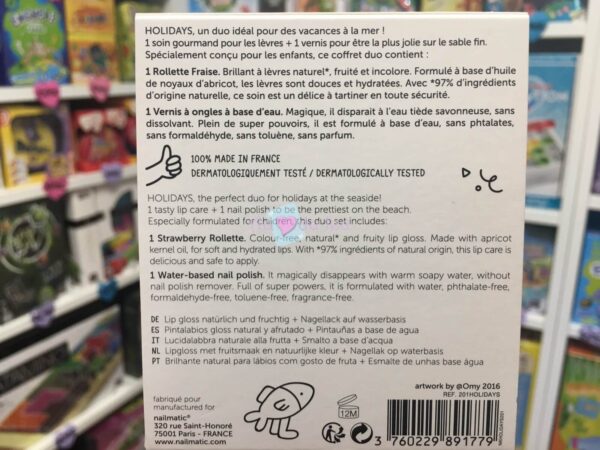 HOLIDAYS, un duo idéal pour des vacances à la mer !
1 soin gourmand pour les lèvres + 1 vernis pour être la plus jolie sur le sable fin.
Spécialement conçu pour les enfants, ce coffret duo contient :
1 Rollette Fraise. Brillant à lèvres naturel*, fruité et incolore. Formulé à base d'huile
de noyaux d'abricot, les lèvres sont douces et hydratées. Avec *97% d'ingrédients
d'origine naturelle, ce soin est un délice à tartiner en toute sécurité.
1 Vernis à ongles à base d'eau. Magique, il disparait à l'eau tiède savonneuse, sans
dissolvant. Plein de super pouvoirs, il est formulé à base d'eau, sans phtalates,
sans formaldéhyde, sans toluène, sans parfum.
100% MADE IN FRANCE
DERMATOLOGIQUEMENT TESTÉ / DERMATOLOGICALLY TESTED
HOLIDAYS, the perfect duo for holidays at the seaside!
1 tasty lip care + 1 nail polish to be the prettiest on the beach.
Especially formulated for children, this duo set includes:
1 Strawberry Rollette. Colour-free, natural* and fruity lip gloss. Made with apricot
kernel oil, for soft and hydrated lips. With *97% ingredients of natural origin, this lip care is
delicious and safe to apply.
1 Water-based nail polish. It magically disappears with warm soapy water, without
nail polish remover. Full of super powers, it is formulated with water, phthalate-free,
formaldehyde-free, toluene-free, fragrance-free.
DE Lip gloss natürlich und fruchtig + Nagellack auf wasserbasis
ES Pintalabios gloss natural y afrutado + Pintauñas a base de agua
IT Lucidalabbra naturale alla frutta + Smalto a base d'acqua
NL Lipgloss met fruitsmaak en natuurlijke kleur + Nagellak op waterbasis
PT Brilhante natural para lábios com gosto de fruta + Esmalte de unhas base água
artwork by @Omy 2016
REF. 201HOLIDAYS
fabriqué pour
manufactured for
nailmatic®
320 rue Saint-Honoré
75001 Paris - FRANCE
www.nailmatic.com
12M
3 760229 891779